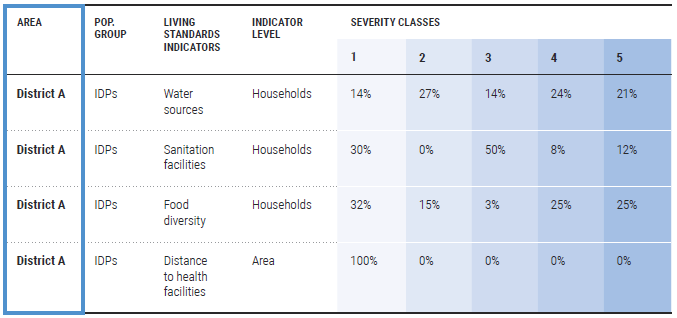 AREA POP. GROUP LIVING STANDARDS INDICATORS INDICATOR LEVEL SEVERITY CLASSES
1 2 3 4 5
District A IDPs Water sources Households 14% 27% 14% 24% 21%
District A IDPs Sanitation facilities Households 30% 0% 50% 8% 12%
District A IDPs Food diversity Households 32% 15% 3% 25% 25%
District A IDPs Distance to health facilities Area 100% 0% 0% 0% 0%